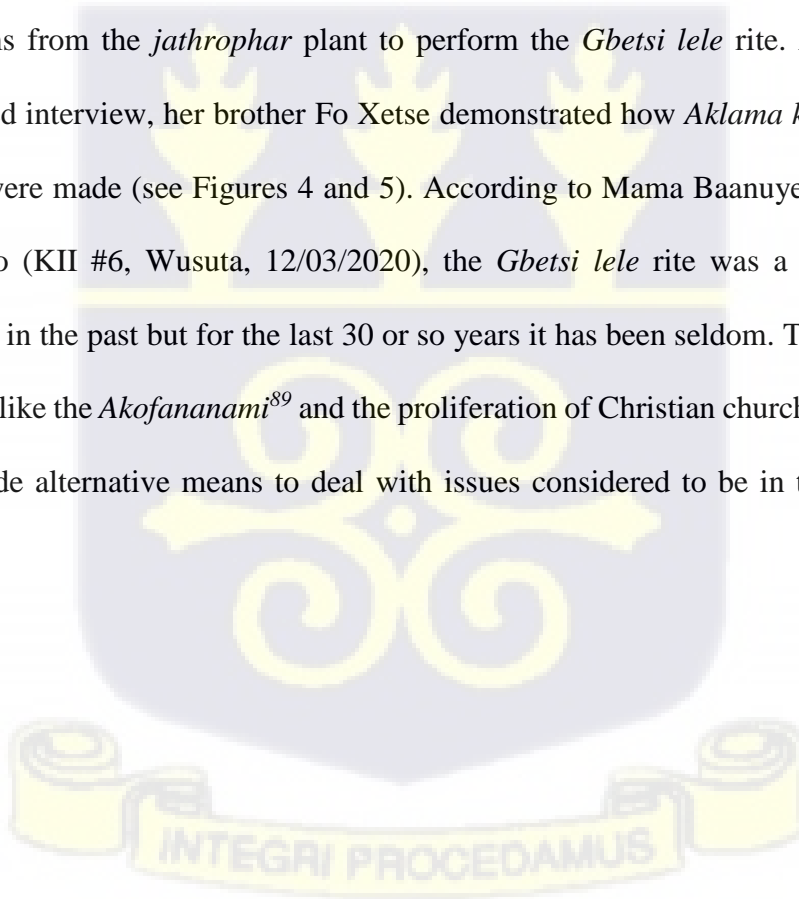 ns from the jathrophar plant to perform the Gbetsi lele rite.
d interview, her brother Fo Xetse demonstrated how Aklama
were made (see Figures 4 and 5). According to Mama Baanuye
o (KII #6, Wusuta, 12/03/2020), the Gbetsi lele rite was a
in the past but for the last 30 or so years it has been seldom. T
like the Akofananami89 and the proliferation of Christian church
de alternative means to deal with issues considered to be in
INTEGRI PROCEDAMUS